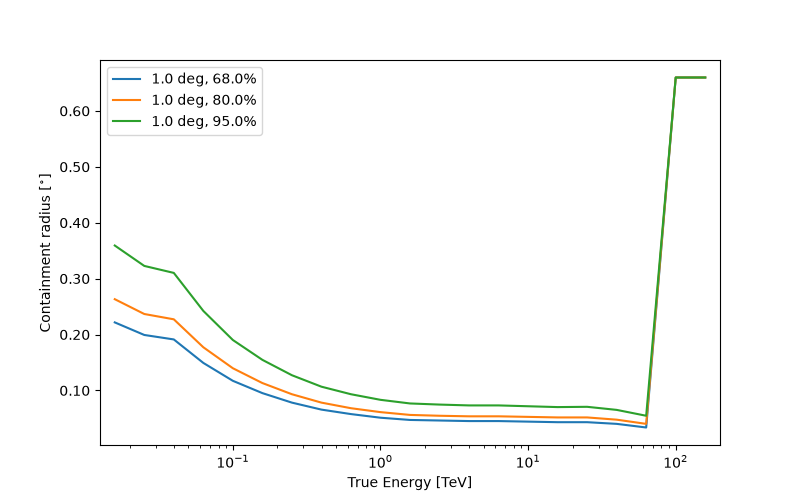 1.0 deg, 68.0%
1.0 deg, 80.0%
1.0 deg, 95.0%
Containment radius [°]
0.60
0.50
0.40
0.30
0.20
0.10
10⁻¹
10⁰
10¹
10²
True Energy [TeV]